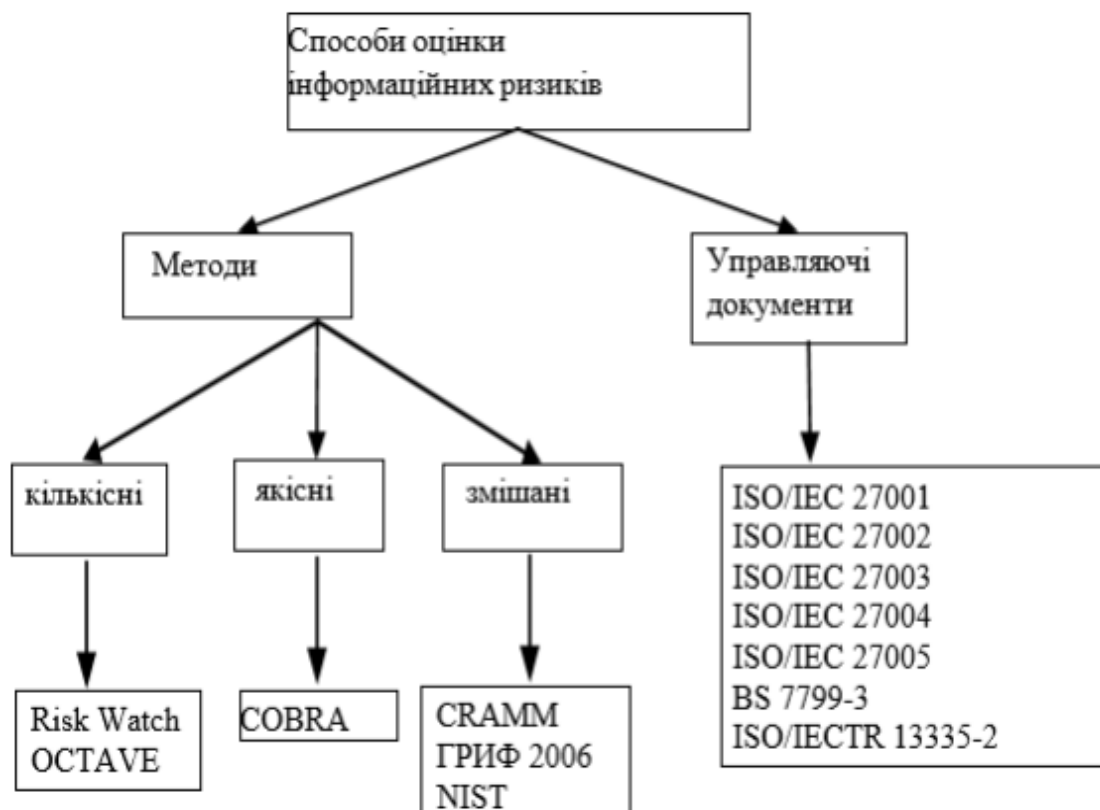 Способи оцінки
інформаційних ризиків
Методи
Управляючі
документи
кількісні
якісні
змішані
ISO/IEC 27001
ISO/IEC 27002
ISO/IEC 27003
ISO/IEC 27004
ISO/IEC 27005
BS 7799-3
ISO/IECTR 13335-2
Risk Watch
OCTAVE
COBRA
CRAMM
ГРИФ 2006
NIST